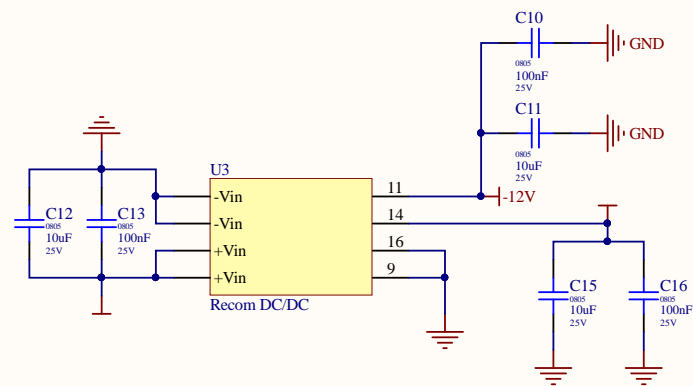 C10
0805
100nF
25V
GND
C11
0805
10uF
25V
GND
U3
-Vin
-Vin
+Vin
+Vin
11
14
16
9
Recom DC/DC
-12V
C12
0805
10uF
25V
C13
0805
100nF
25V
C15
0805
10uF
25V
C16
0805
100nF
25V